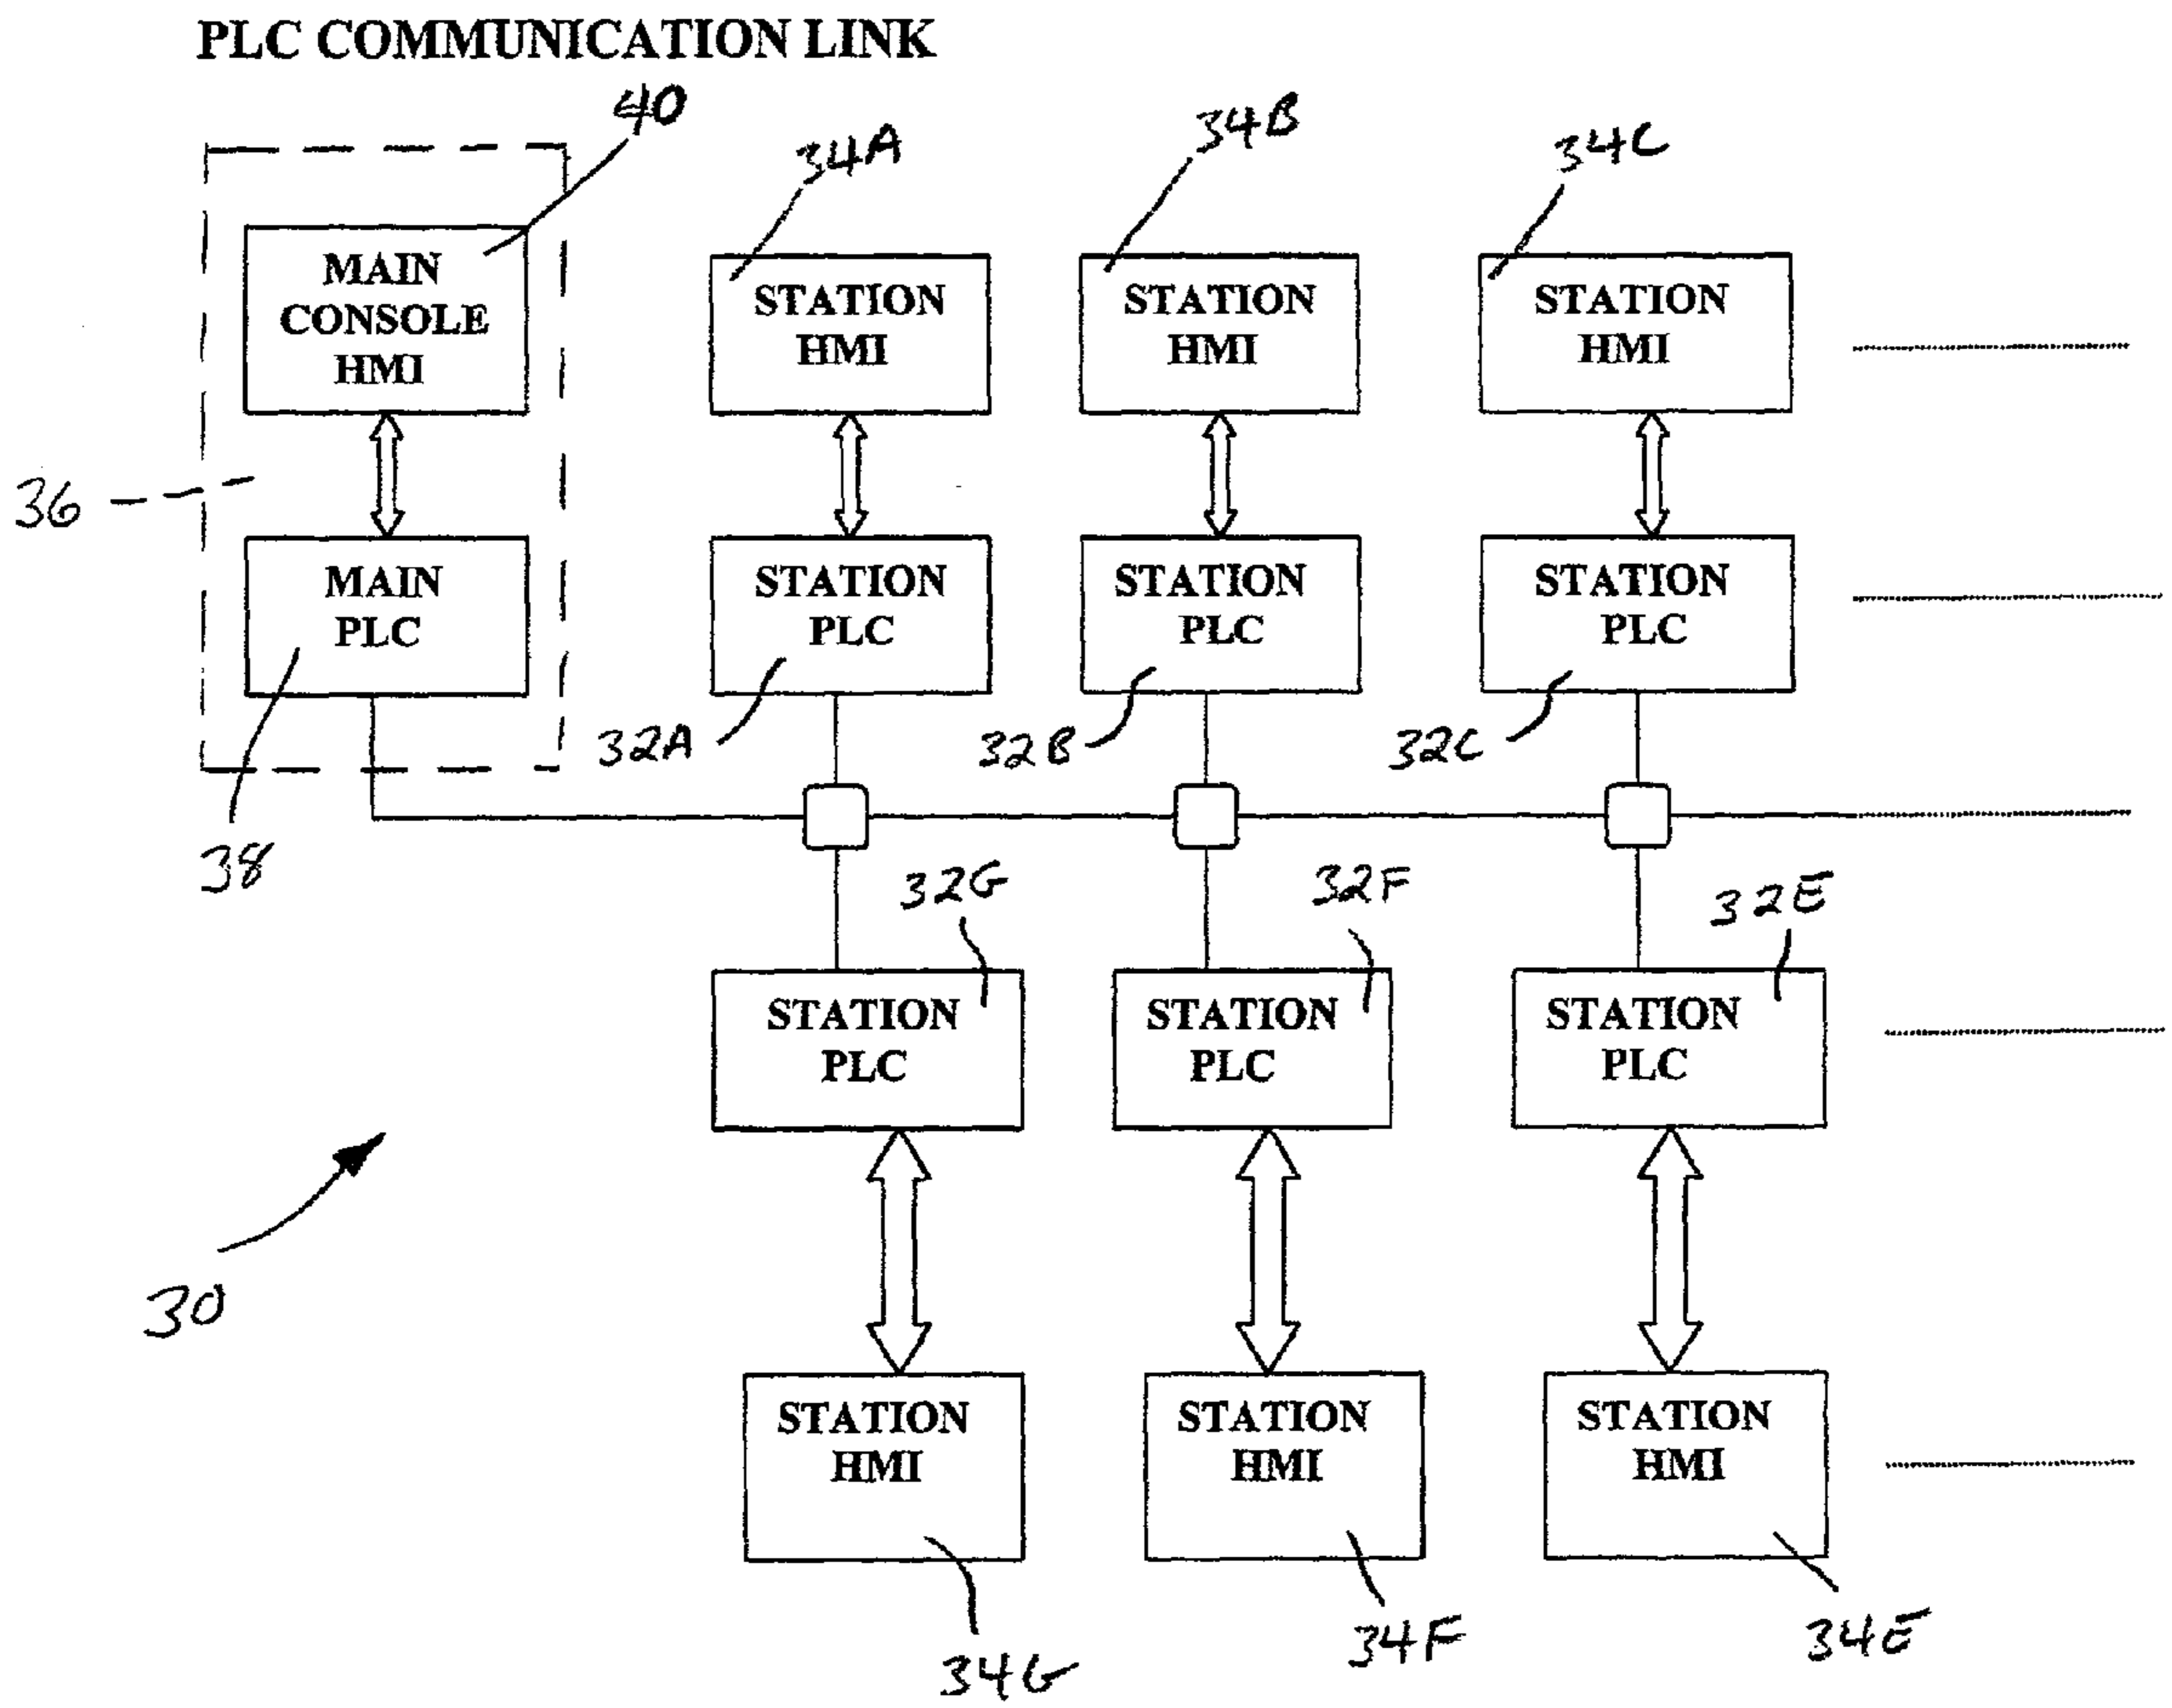 PLC COMMUNICATION LINK
40
34A
34B
34C
MAIN
CONSOLE
HMI
STATION
HMI
STATION
HMI
STATION
HMI
36
MAIN
PLC
STATION
PLC
STATION
PLC
STATION
PLC
32A
32B
32C
38
32G
32F
32E
STATION
PLC
STATION
PLC
STATION
PLC
30
STATION
HMI
STATION
HMI
STATION
HMI
34G
34F
34E